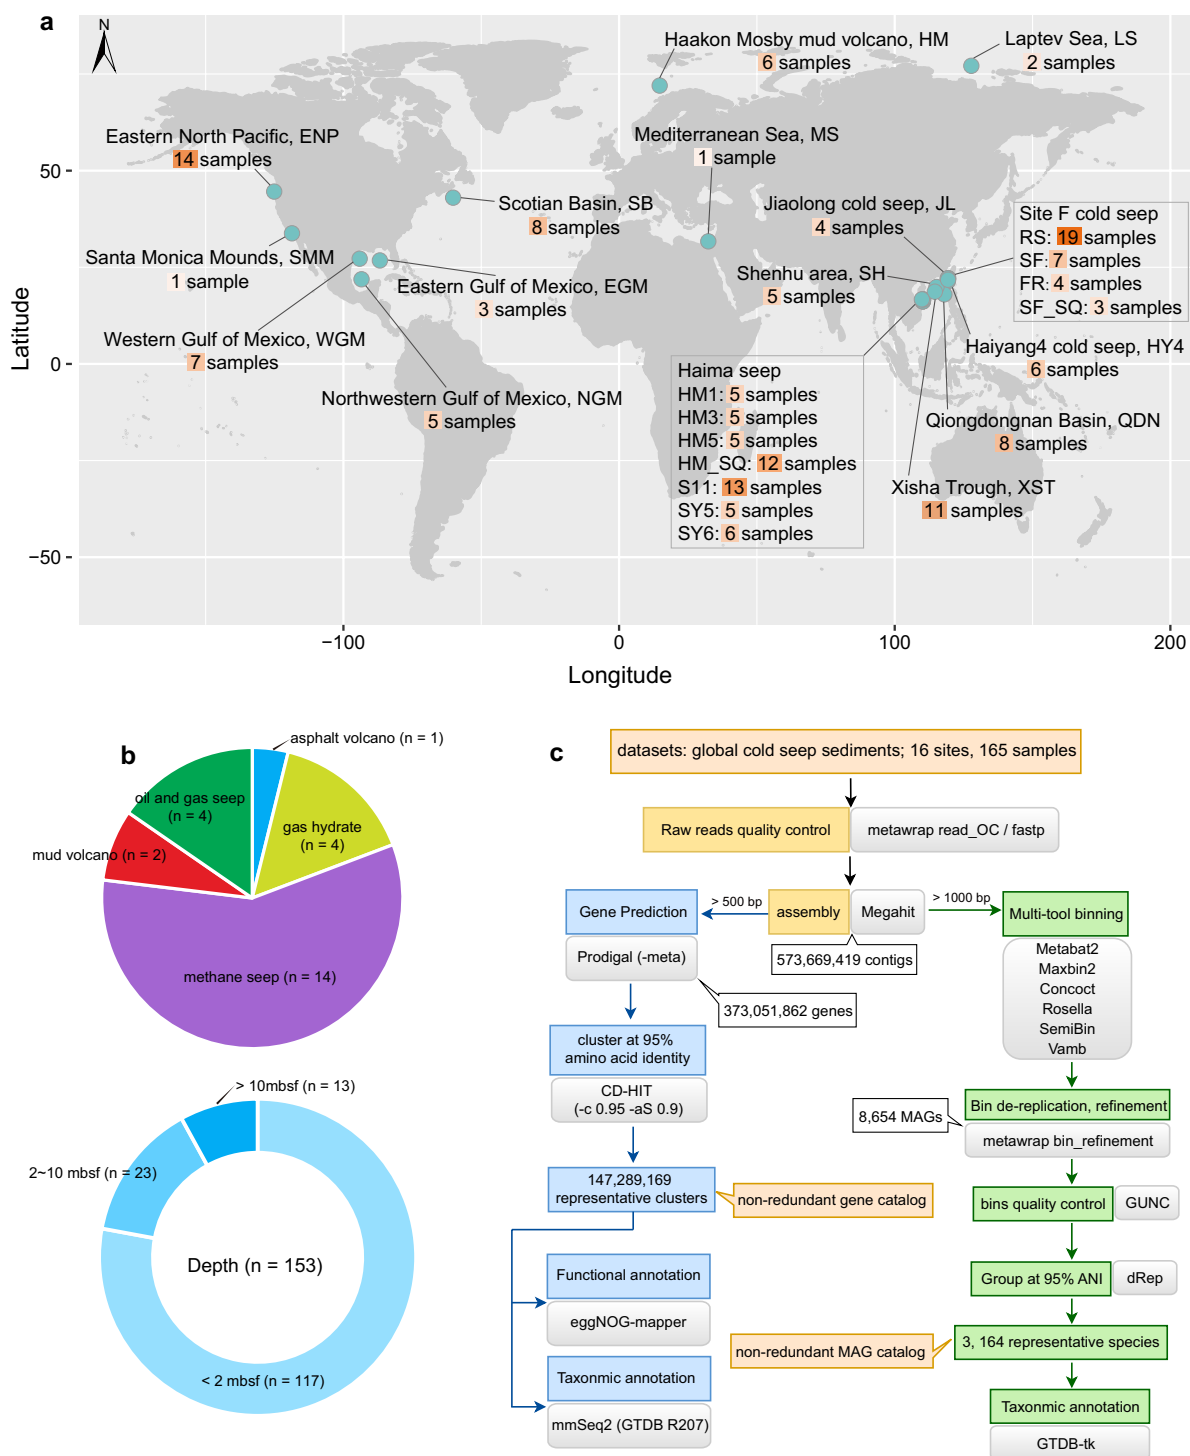 a
N
Haakon Mosby mud volcano, HM
6 samples
Laptev Sea, LS
2 samples
Eastern North Pacific, ENP
14 samples
Mediterranean Sea, MS
1 sample
Scotian Basin, SB
8 samples
Jiaolong cold seep, JL
4 samples
Site F cold seep
RS: 19 samples
SF: 7 samples
FR: 4 samples
SF_SQ: 3 samples
Santa Monica Mounds, SMM
1 sample
Eastern Gulf of Mexico, EGM
3 samples
Shenhu area, SH
5 samples
Western Gulf of Mexico, WGM
7 samples
Haiyang4 cold seep, HY4
6 samples
Northwestern Gulf of Mexico, NGM
5 samples
Haima seep
HM1: 5 samples
HM3: 5 samples
HM5: 5 samples
HM_SQ: 12 samples
S11: 13 samples
SY5: 5 samples
SY6: 6 samples
Qiongdongnan Basin, QDN
8 samples
Xisha Trough, XST
11 samples
50
0
−50
Latitude
−100
0
100
200
Longitude
b
asphalt volcano (n = 1)
oil and gas seep
(n = 4)
gas hydrate
(n = 4)
mud volcano (n = 2)
methane seep (n = 14)
> 10mbsf (n = 13)
2~10 mbsf (n = 23)
Depth (n = 153)
< 2 mbsf (n = 117)
c
datasets: global cold seep sediments; 16 sites, 165 samples
Raw reads quality control
metawrap read_QC / fastp
> 500 bp
assembly
Megahit
> 1000 bp
573,669,419 contigs
Gene Prediction
Prodigal (-meta)
373,051,862 genes
cluster at 95%
amino acid identity
CD-HIT
(-c 0.95 -aS 0.9)
147,289,169
representative clusters
non-redundant gene catalog
Functional annotation
eggNOG-mapper
Taxonmic annotation
mmSeq2 (GTDB R207)
Multi-tool binning
Metabat2
Maxbin2
Concoct
Rosella
SemiBin
Vamb
Bin de-replication, refinement
8,654 MAGs
metawrap bin_refinement
bins quality control
GUNC
Group at 95% ANI
dRep
non-redundant MAG catalog
3, 164 representative species
Taxonmic annotation
GTDB-tk